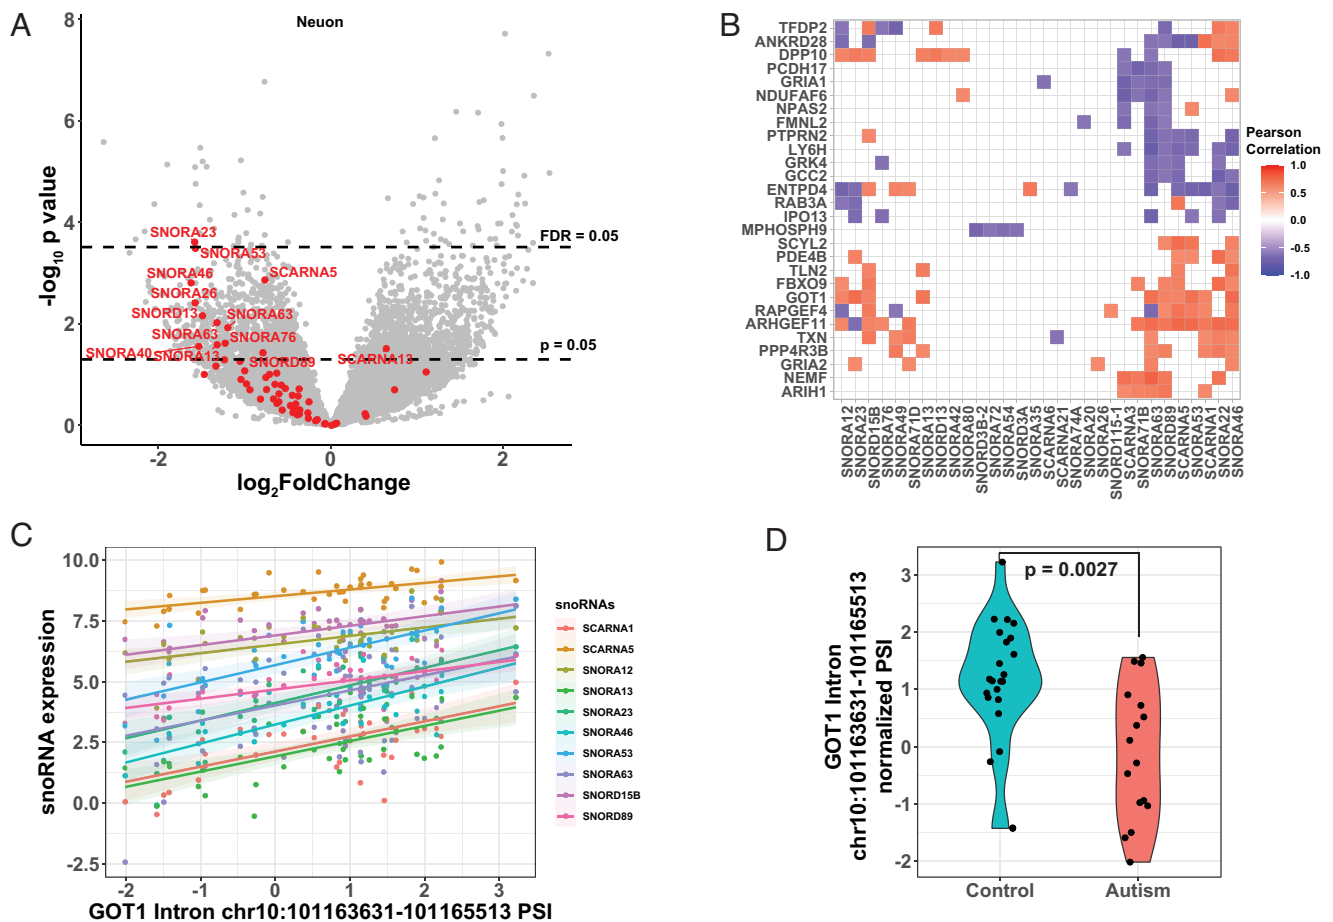 A
Neuon
8
6
4
2
0
-log10 p value
-2
0
2
log2FoldChange
FDR = 0.05
p = 0.05
SNORA23
SNORA53
SNORA46
SCARNA5
SNORA26
SNORD13
SNORA63
SNORA63
SNORA76
SNORA40
SNORA13
SNORD89
SCARNA13
B
TFDP2
ANKRD28
DPP10
PCDH17
GRIA1
NDUFAF6
NPAS2
FMNL2
PTPRN2
LY6H
GRK4
GCC2
ENTPD4
RAB3A
IPO13
MPHOSPH9
SCYL2
PDE4B
TLN2
FBXO9
GOT1
RAPGEF4
ARHGEF11
TXN
PPP4R3B
GRIA2
NEMF
ARIH1
SNORA12
SNORA23
SNORD15B
SNORA76
SNORA49
SNORA71D
SNORA13
SNORD13
SNORA42
SNORA80
SNORD3B-2
SNORA72
SNORA54
SNORD3A
SNORA35
SCARNA6
SCARNA21
SNORA74A
SNORA20
SNORA26
SNORD115-1
SCARNA3
SNORA71B
SNORA63
SNORD89
SCARNA5
SNORA53
SCARNA1
SNORA22
SNORA46
Pearson
Correlation
1.0
0.5
0.0
-0.5
-1.0
C
snoRNA expression
10.0
7.5
5.0
2.5
0.0
-2.5
-2
-1
0
1
2
3
GOT1 Intron chr10:101163631-101165513 PSI
snoRNAs
SCARNA1
SCARNA5
SNORA12
SNORA13
SNORA23
SNORA46
SNORA53
SNORA63
SNORD15B
SNORD89
D
GOT1 Intron
chr10:101163631-101165513
normalized PSI
3
2
1
0
-1
-2
p = 0.0027
Control
Autism